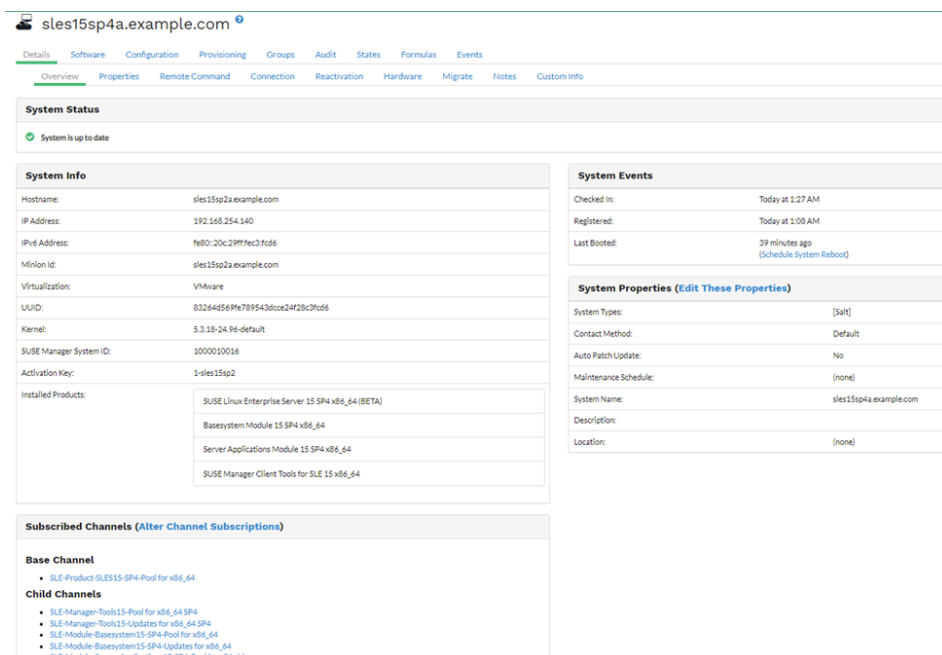 sles15sp4a.example.com ?
Details Software Configuration Provisioning Groups Audit States Formulas Events
Overview Properties Remote Command Connection Reactivation Hardware Migrate Notes Custom Info
System Status
System is up to date
System Info
Hostname: sles15sp2a.example.com
IP Address: 192.168.254.140
IPv6 Address: fe80::20c:29ff:fec3:fcd6
Minion Id: sles15sp2a.example.com
Virtualization: VMware
UUID: 83264d569fe789543dcce24f28c3fcd6
Kernel: 5.3.18-24.96-default
SUSE Manager System ID: 1000010016
Activation Key: 1-sles15sp2
Installed Products:
SUSE Linux Enterprise Server 15 SP4 x86_64 (BETA)
Basesystem Module 15 SP4 x86_64
Server Applications Module 15 SP4 x86_64
SUSE Manager Client Tools for SLE 15 x86_64
System Events
Checked In: Today at 1:27 AM
Registered: Today at 1:08 AM
Last Booted: 39 minutes ago
(Schedule System Reboot)
System Properties (Edit These Properties)
System Types: [Salt]
Contact Method: Default
Auto Patch Update: No
Maintenance Schedule: (none)
System Name: sles15sp4a.example.com
Description:
Location: (none)
Subscribed Channels (Alter Channel Subscriptions)
Base Channel
SLE-Product-SLES15-SP4-Pool for x86_64
Child Channels
SLE-Manager-Tools15-Pool for x86_64 SP4
SLE-Manager-Tools15-Updates for x86_64 SP4
SLE-Module-Basesystem15-SP4-Pool for x86_64
SLE-Module-Basesystem15-SP4-Updates for x86_64